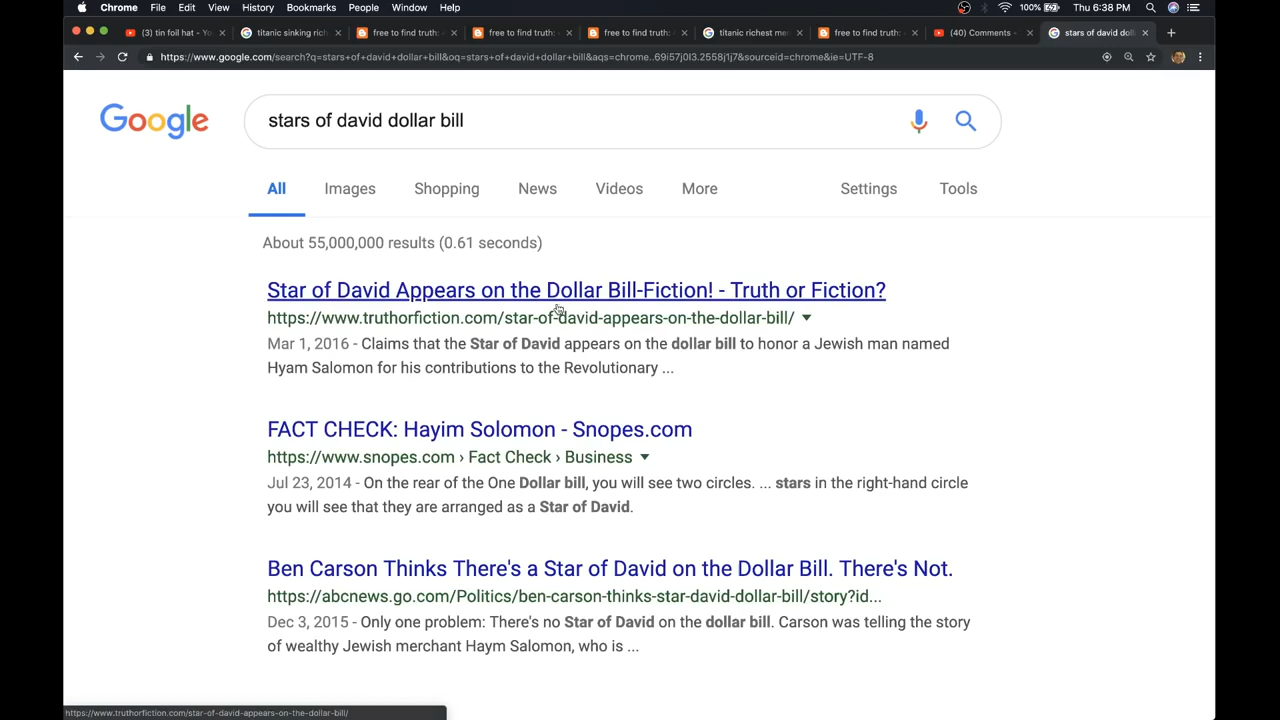 Chrome File Edit View History Bookmarks People Window Help 100% Thu 6:38 PM
(3) tin foil hat - Yo titanic sinking rich free to find truth: free to find truth: free to find truth: titanic richest me free to find truth: (40) Comments - stars of david doll
https://www.google.com/search?q=stars+of+david+dollar+bill&oq=stars+of+david+dollar+bill&aqs=chrome..69i57j0l3.2558j1j7&sourceid=chrome&ie=UTF-8
Google stars of david dollar bill
All Images Shopping News Videos More Settings Tools
About 55,000,000 results (0.61 seconds)
Star of David Appears on the Dollar Bill-Fiction! - Truth or Fiction?
https://www.truthorfiction.com/star-of-david-appears-on-the-dollar-bill/
Mar 1, 2016 - Claims that the Star of David appears on the dollar bill to honor a Jewish man named
Hyam Salomon for his contributions to the Revolutionary ...
FACT CHECK: Hayim Solomon - Snopes.com
https://www.snopes.com › Fact Check › Business
Jul 23, 2014 - On the rear of the One Dollar bill, you will see two circles. ... stars in the right-hand circle
you will see that they are arranged as a Star of David.
Ben Carson Thinks There's a Star of David on the Dollar Bill. There's Not.
https://abcnews.go.com/Politics/ben-carson-thinks-star-david-dollar-bill/story?id...
Dec 3, 2015 - Only one problem: There's no Star of David on the dollar bill. Carson was telling the story
of wealthy Jewish merchant Haym Salomon, who is ...
https://www.truthorfiction.com/star-of-david-appears-on-the-dollar-bill/